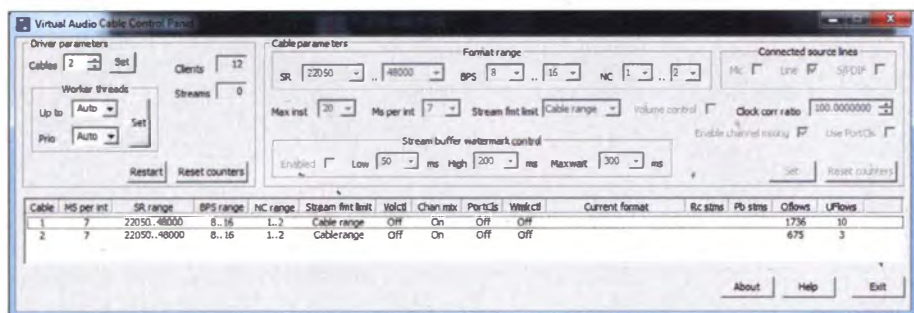 Virtual Audio Cable Control Panel
Driver parameters
Cables 2 Set
Clients 12
Streams 0
Worker threads
Up to Auto
Prio Auto
Set
Restart Reset counters
Cable parameters
Format range
SR 22050 .. 48000 BPS 8 .. 16 NC 1 .. 2
Connected source lines
Mic Line S/PDIF
Max inst 20 Ms per int 7 Stream fmt limit Cable range Volume control Clock corr ratio 100.0000000
Enable channel mixing Use PortCls
Stream buffer watermark control
Enabled Low 50 ms High 200 ms Max wait 300 ms
Set Reset counters
Cable MS per int SR range BPS range NC range Stream fmt limit Volctl Chan mix PortCls Wmk ctl Current format Rc stms Pb stms Oflows UFlows
1 7 22050..48000 8..16 1..2 Cable range Off On Off Off 1736 10
2 7 22050..48000 8..16 1..2 Cable range Off On Off Off 675 3
About Help Exit